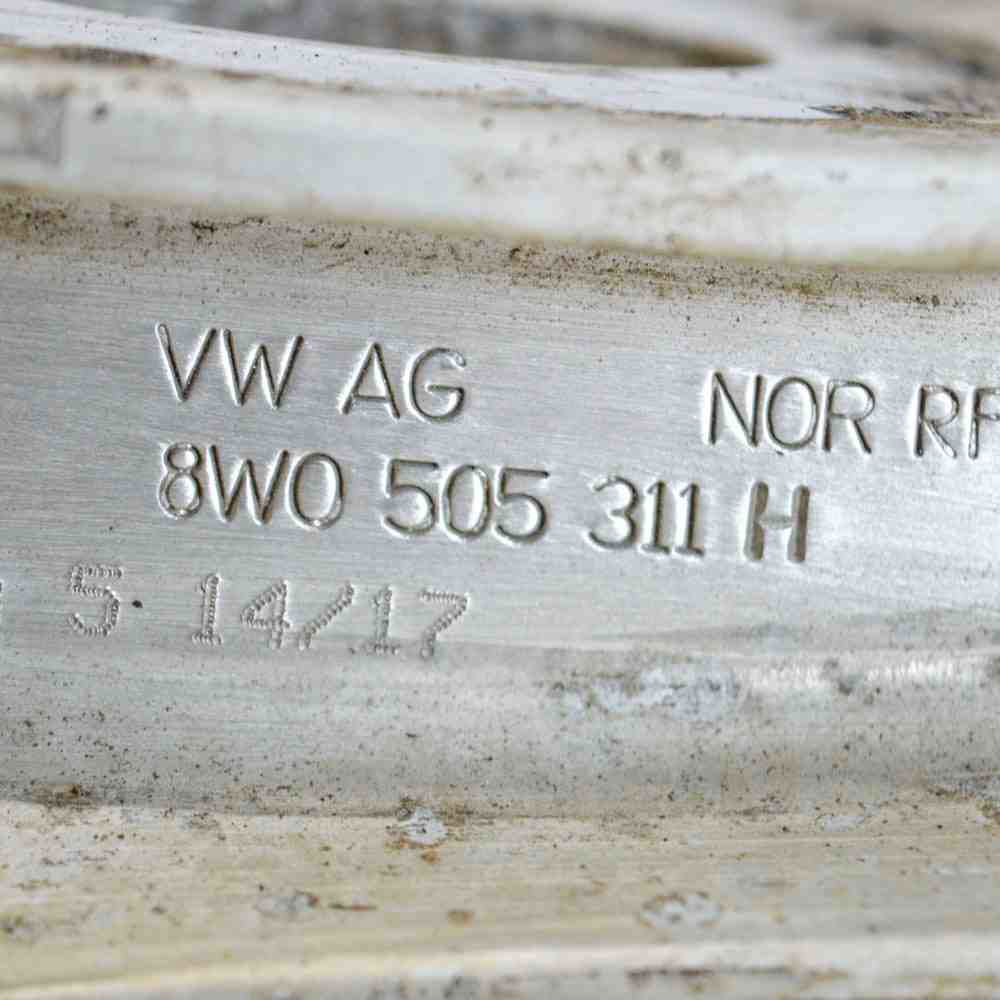 VW AG NOR RF
8W0 505 311 H
5 14/17